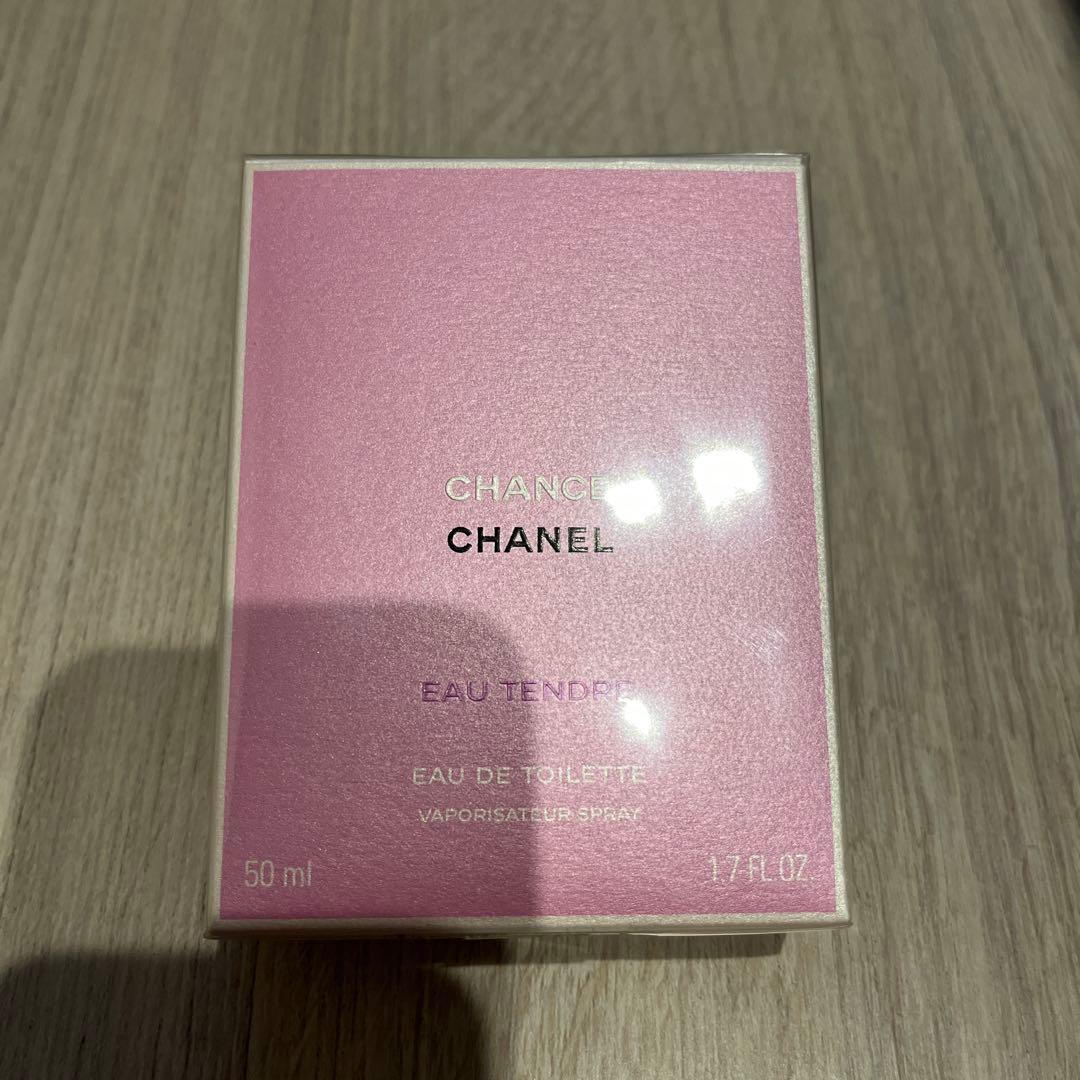 CHANCE
CHANEL
EAU TENDRE
EAU DE TOILETTE
VAPORISATEUR SPRAY
50 ml
1.7 FL. OZ.